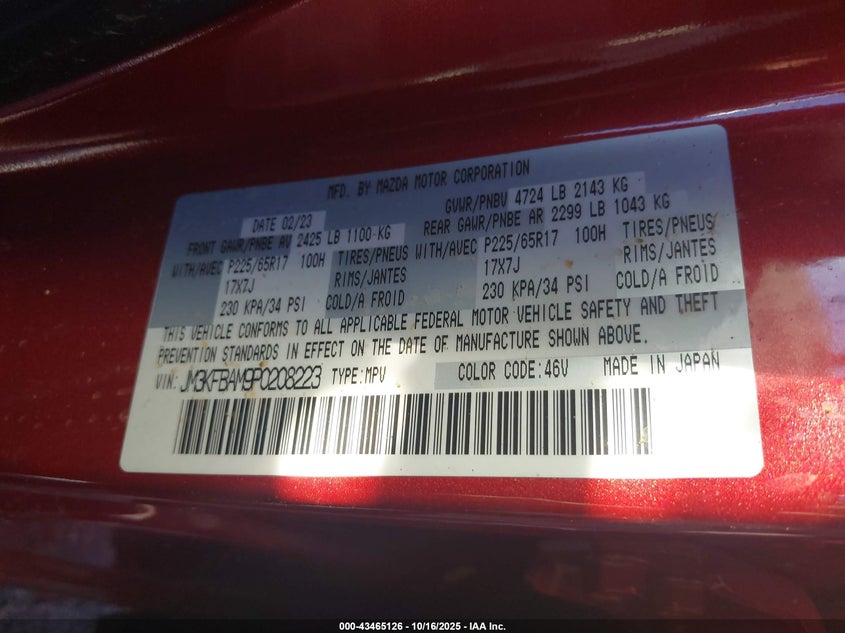 MFD. BY MAZDA MOTOR CORPORATION
DATE 02/23 GVWR/PNBV 4724 LB 2143 KG
FRONT GAWR/PNBE AV 2425 LB 1100 KG REAR GAWR/PNBE AR 2299 LB 1043 KG
WITH/AVEC P225/65R17 100H TIRES/PNEUS WITH/AVEC P225/65R17 100H TIRES/PNEUS
17X7J RIMS/JANTES 17X7J RIMS/JANTES
230 KPA/34 PSI COLD/A FROID 230 KPA/34 PSI COLD/A FROID
THIS VEHICLE CONFORMS TO ALL APPLICABLE FEDERAL MOTOR VEHICLE SAFETY AND THEFT
PREVENTION STANDARDS IN EFFECT ON THE DATE OF MANUFACTURE SHOWN ABOVE.
VIN: JM3KFBAM9P0208223 TYPE:MPV COLOR CODE:46V MADE IN JAPAN
000-43465126 - 10/16/2025 - IAA Inc.